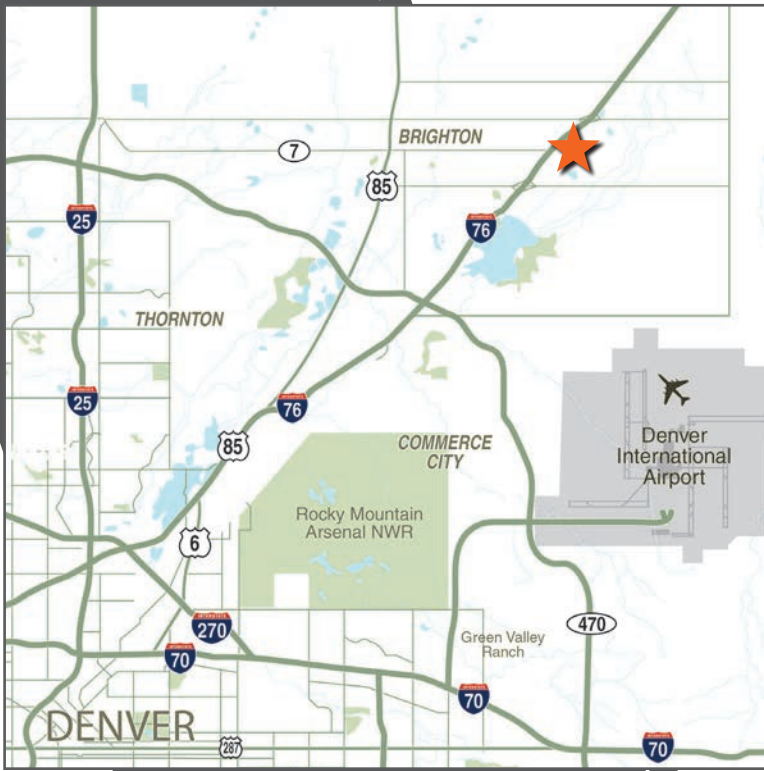 BRIGHTON
7
85
25
76
THORNTON
25
76
85
COMMERCE
CITY
Denver
International
Airport
Rocky Mountain
Arsenal NWR
6
270
470
Green Valley
Ranch
70
70
DENVER
287
70